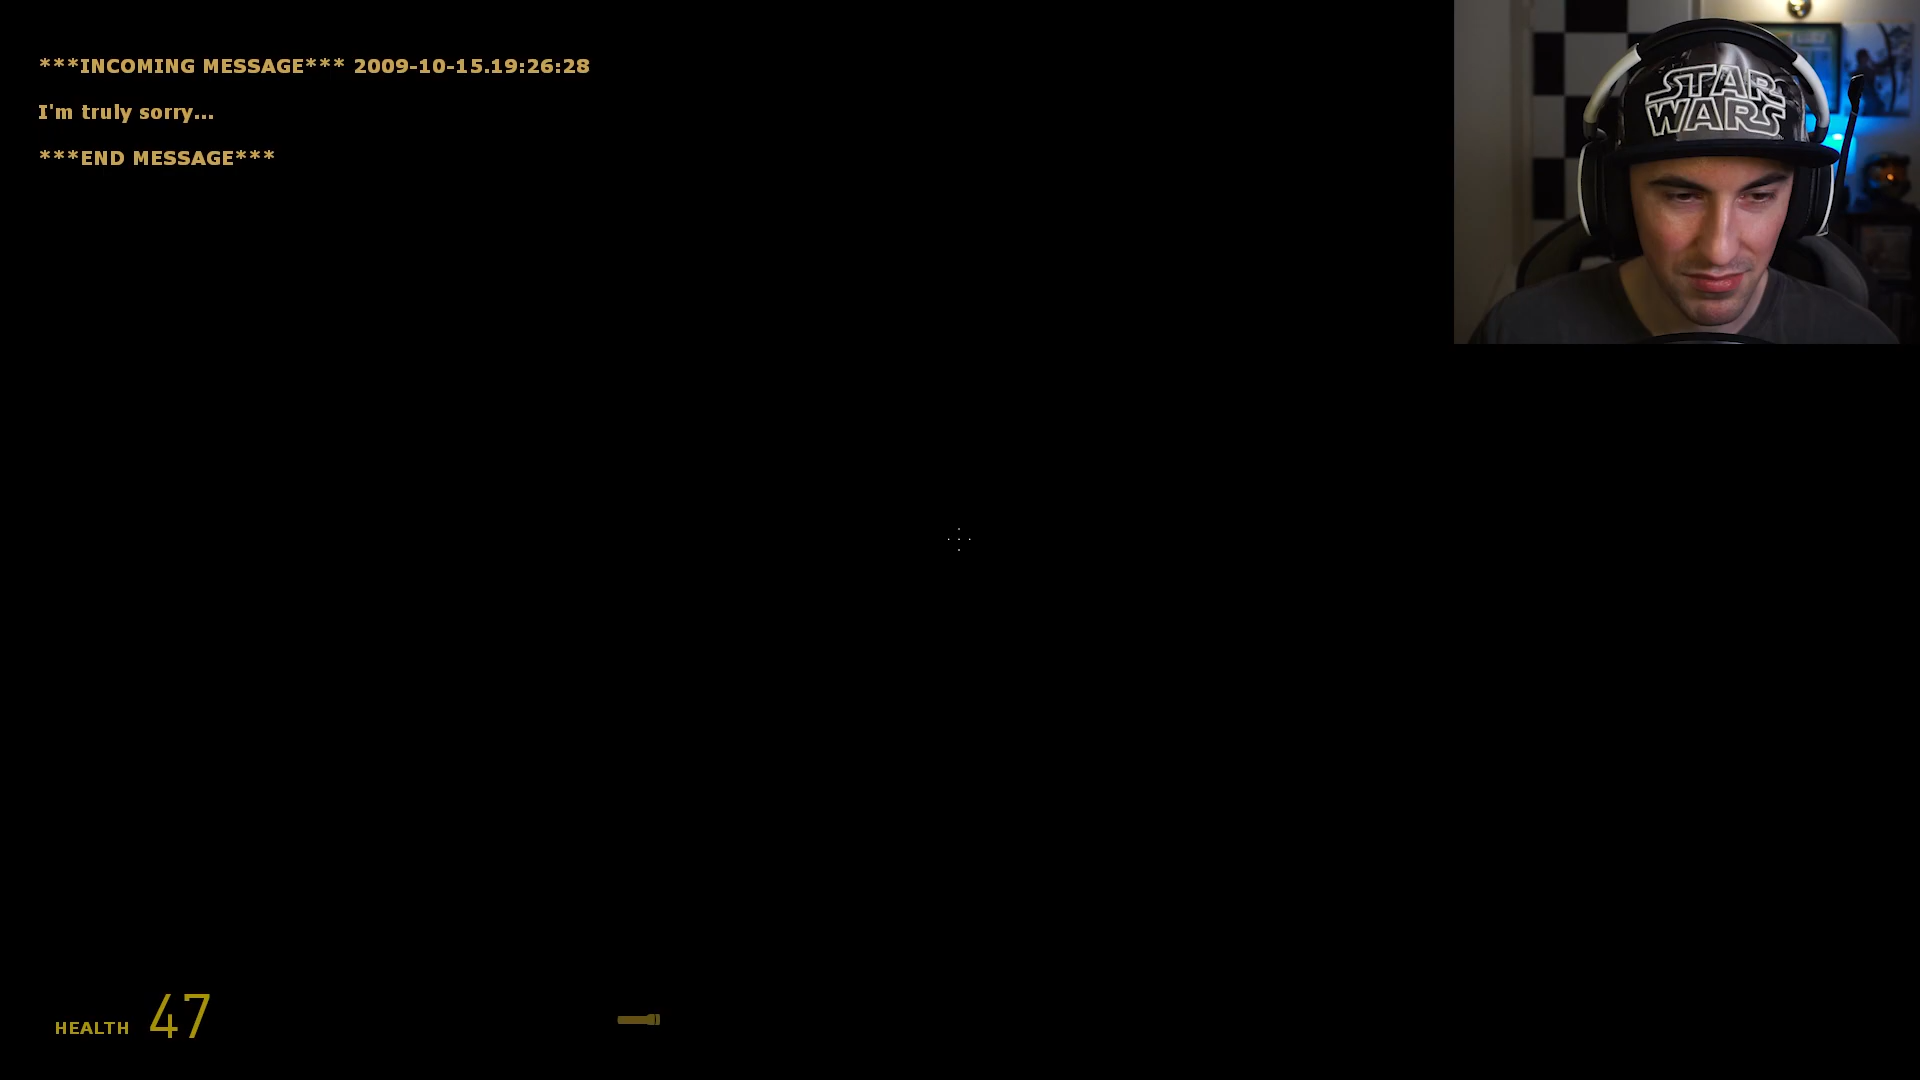 ***INCOMING MESSAGE*** 2009-10-15.19:26:28
I'm truly sorry...
***END MESSAGE***
STAR
WARS
HEALTH 47